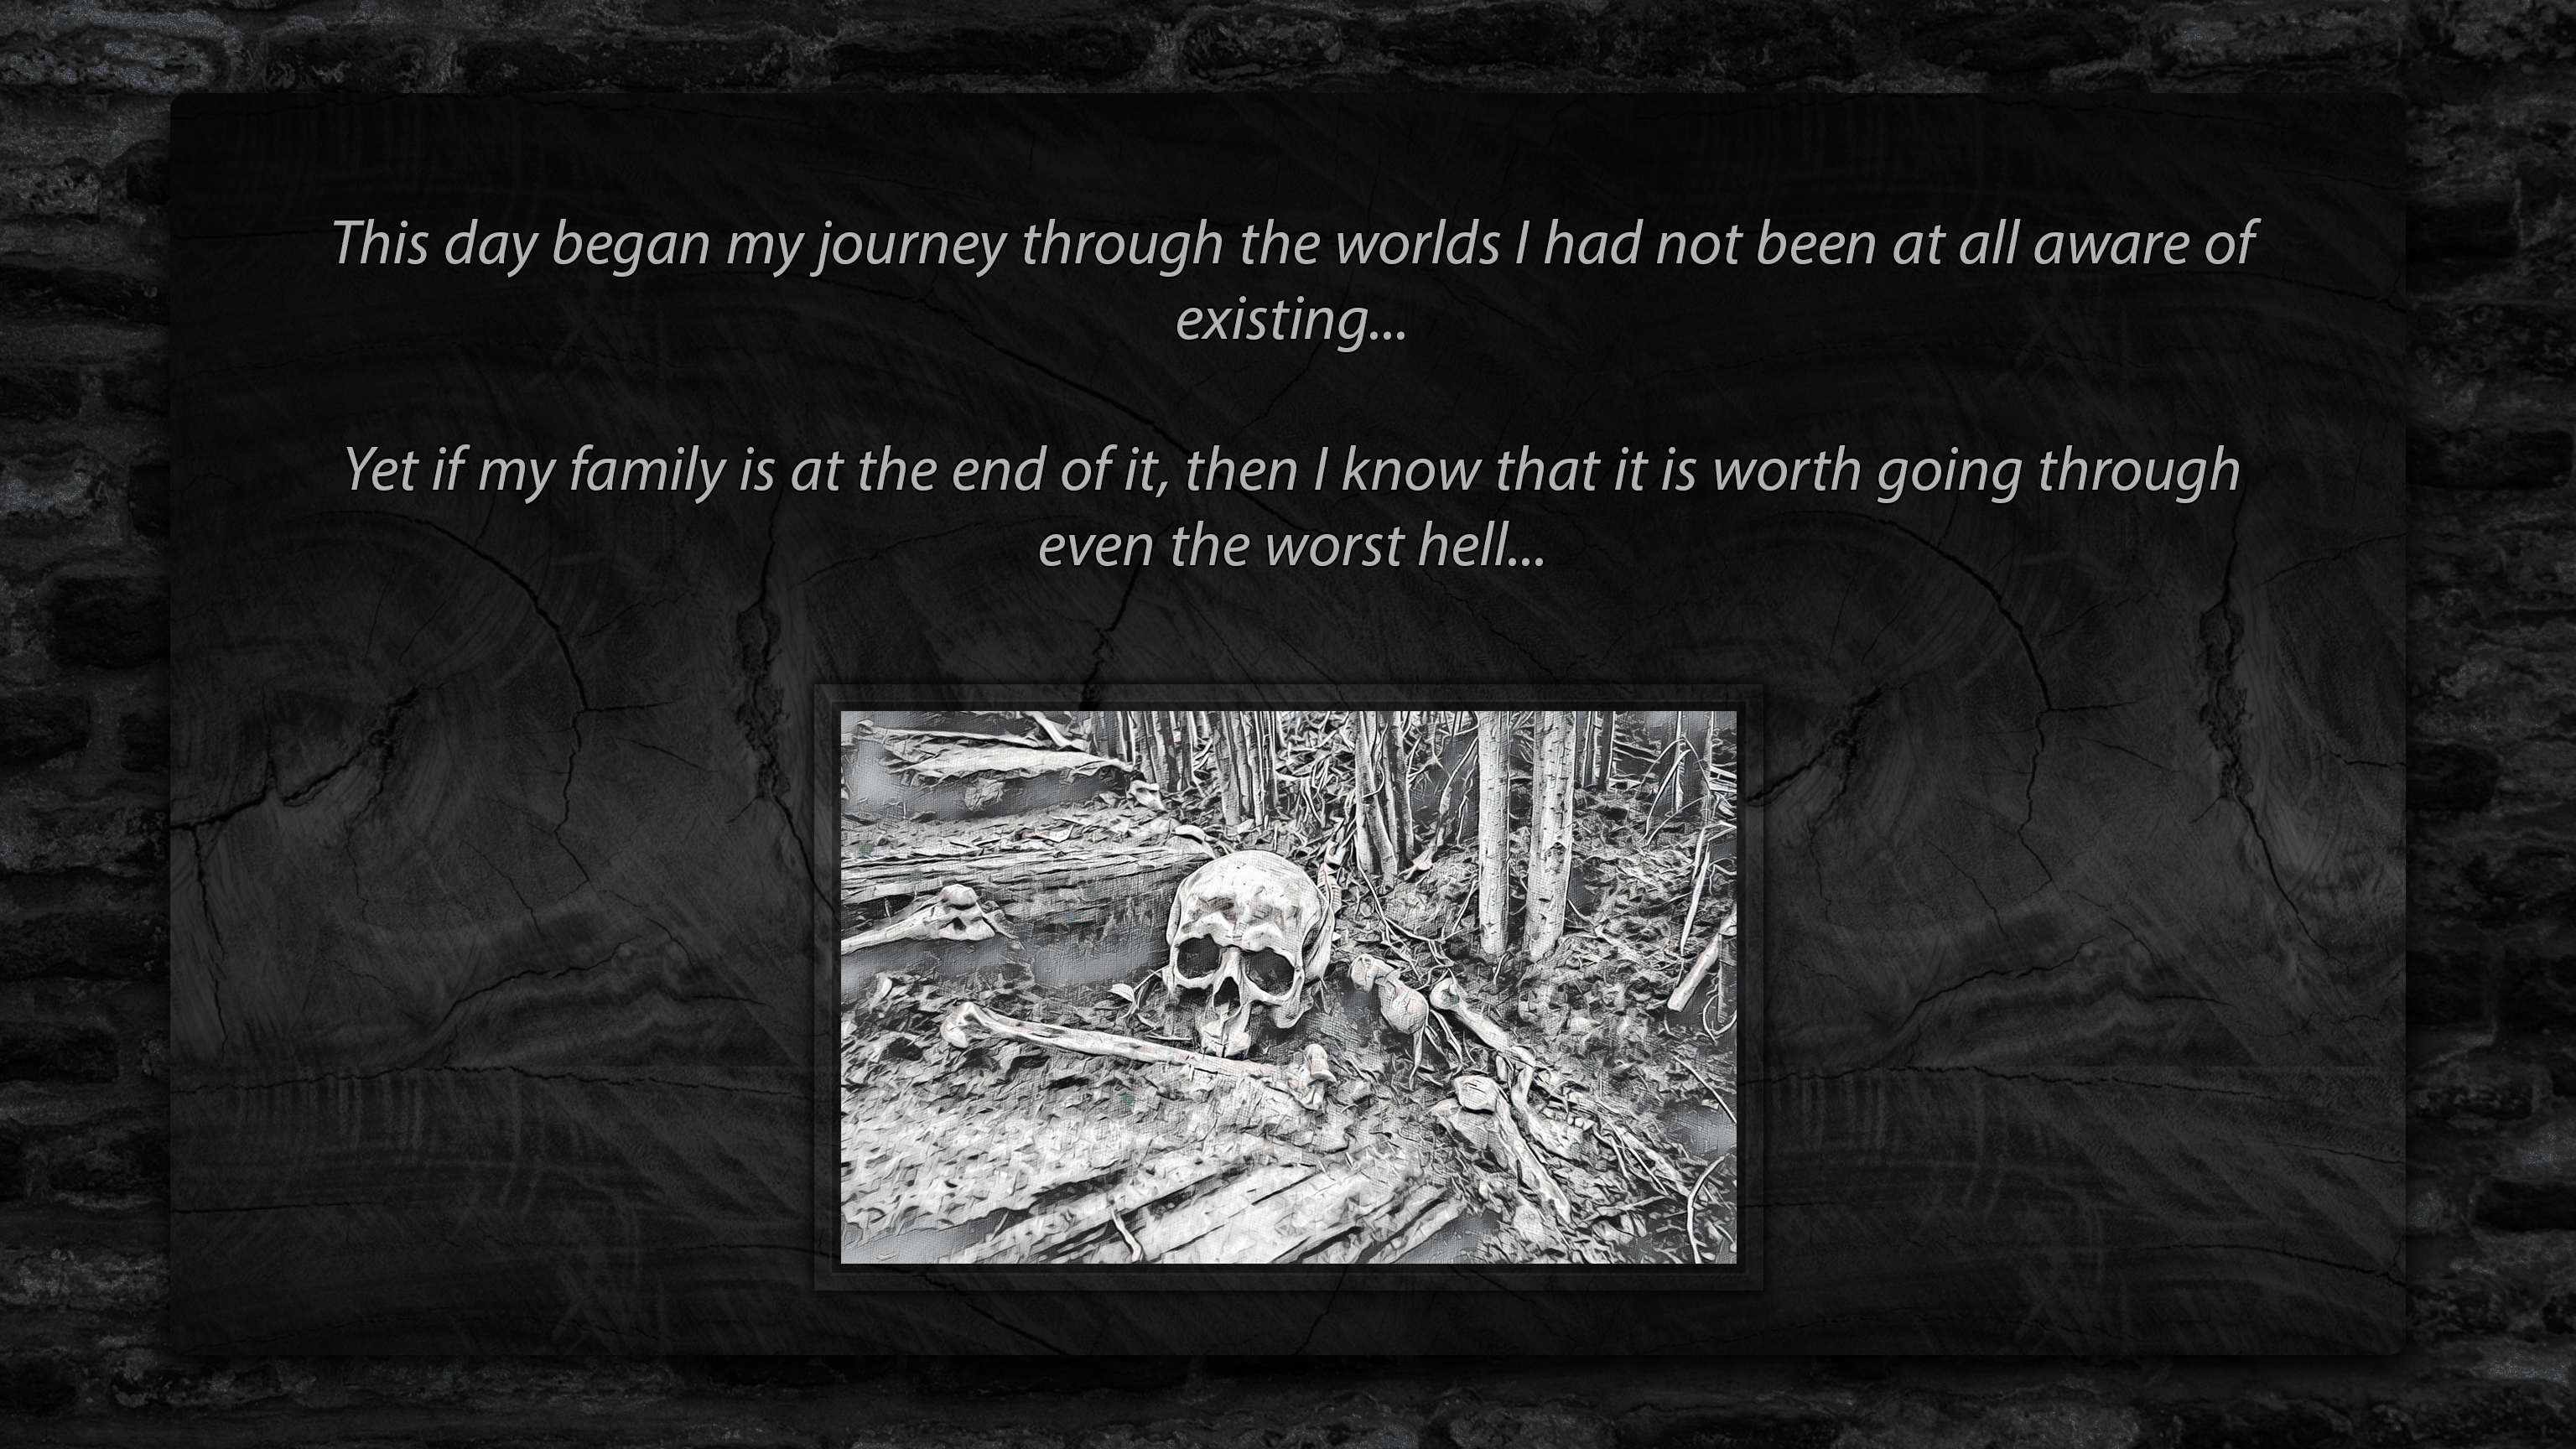 This day began my journey through the worlds I had not been at all aware of
existing...
Yet if my family is at the end of it, then I know that it is worth going through
even the worst hell...